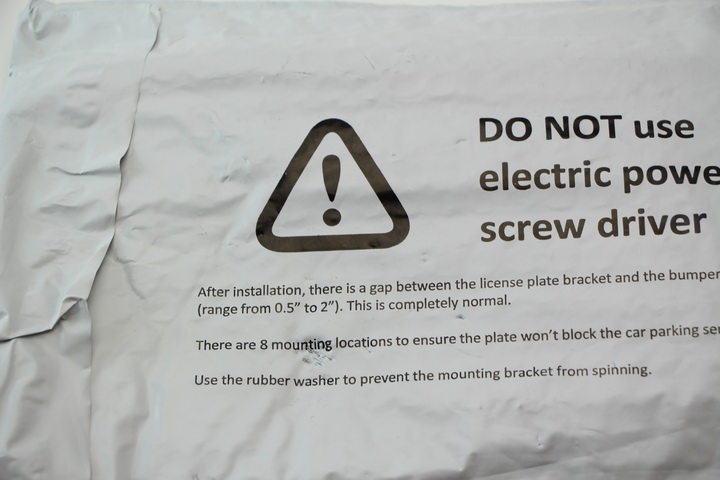 DO NOT use
electric powe
screw driver
After installation, there is a gap between the license plate bracket and the bumper
(range from 0.5” to 2”). This is completely normal.
There are 8 mounting locations to ensure the plate won’t block the car parking se
Use the rubber washer to prevent the mounting bracket from spinning.